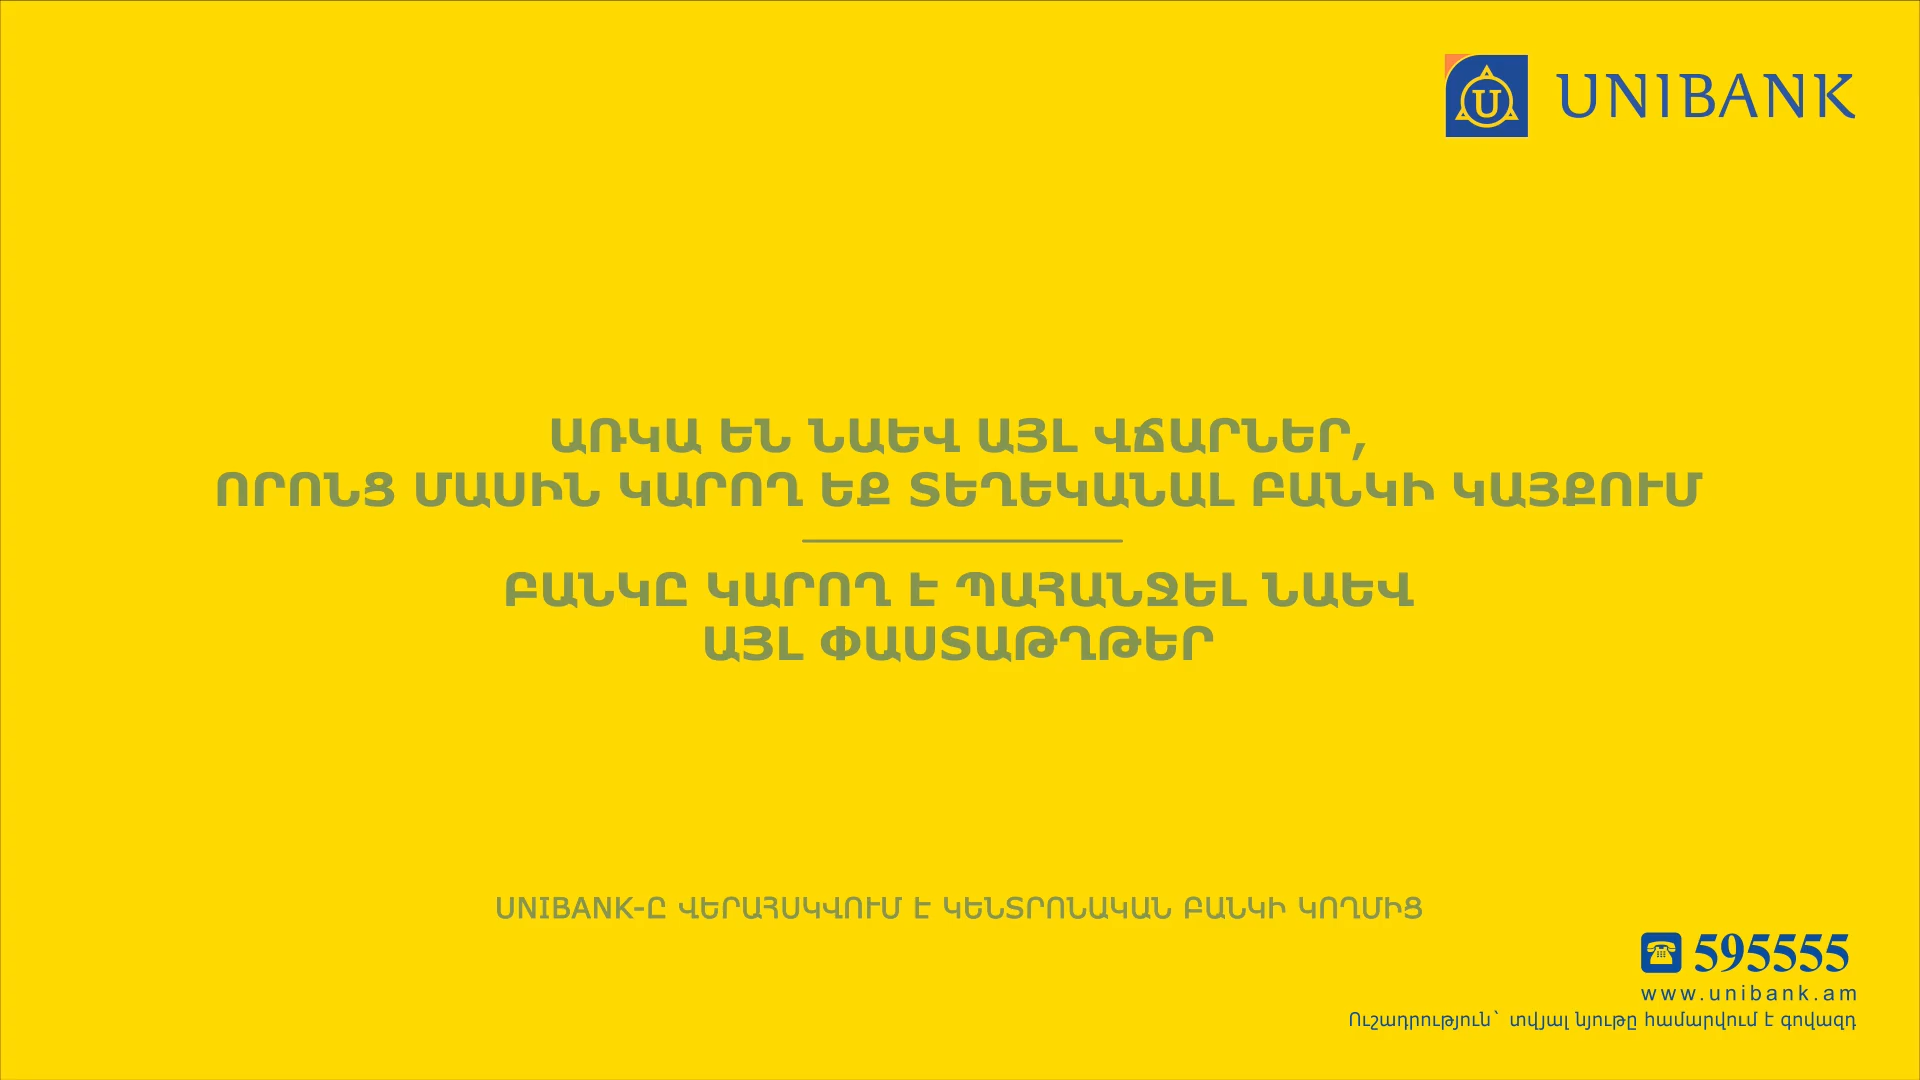 U UNIBANK
ԱՌԿԱ ԵՆ ՆԱԵՎ ԱՅԼ ՎՃԱՐՆԵՐ,
ՈՐՈՆՑ ՄԱՍԻՆ ԿԱՐՈՂ ԵՔ ՏԵՂԵԿԱՆԱԼ ԲԱՆԿԻ ԿԱՅՔՈՒՄ
ԲԱՆԿԸ ԿԱՐՈՂ Է ՊԱՀԱՆՋԵԼ ՆԱԵՎ
ԱՅԼ ՓԱՍՏԱԹՂԹԵՐ
UNIBANK-Ը ՎԵՐԱՀՍԿՎՈՒՄ Է ԿԵՆՏՐՈՆԱԿԱՆ ԲԱՆԿԻ ԿՈՂՄԻՑ
595555
www.unibank.am
Ուշադրություն` տվյալ նյութը համարվում է գովազդ